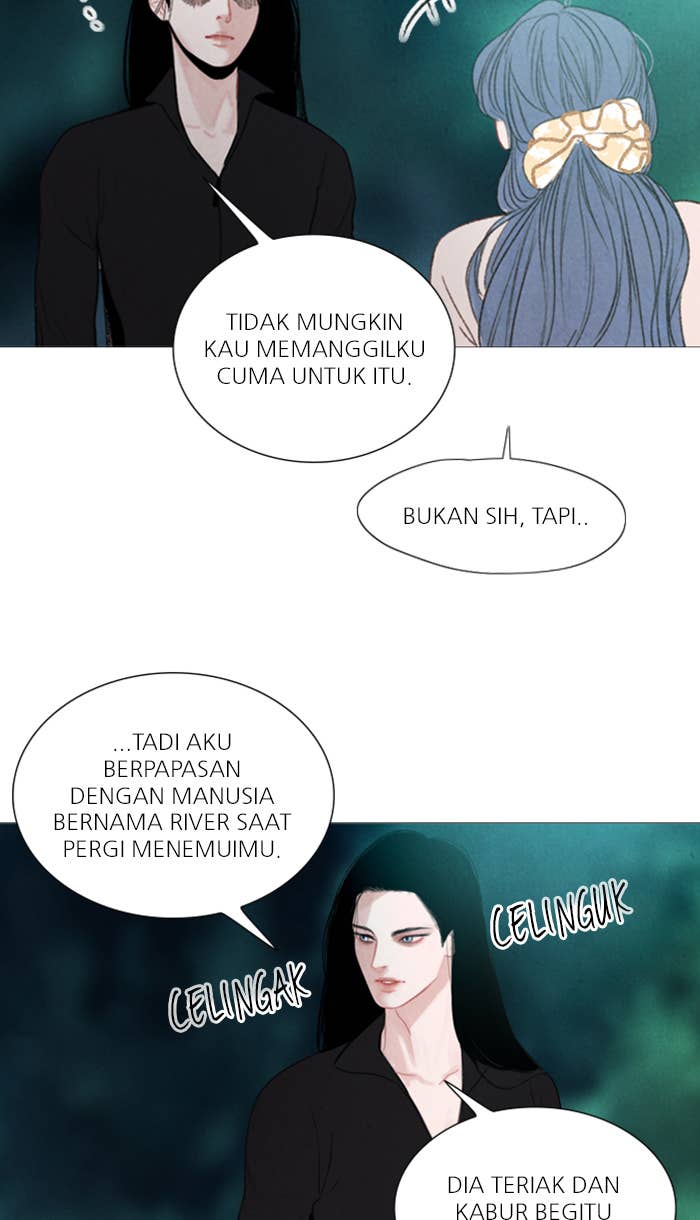 TIDAK MUNGKIN
KAU MEMANGGILKU
CUMA UNTUK ITU.
BUKAN SIH, TAPI..
...TADI AKU
BERPAPASAN
DENGAN MANUSIA
BERNAMA RIVER SAAT
PERGI MENEMUIMU.
CELINGUK
CELINGAK
DIA TERIAK DAN
KABUR BEGITU